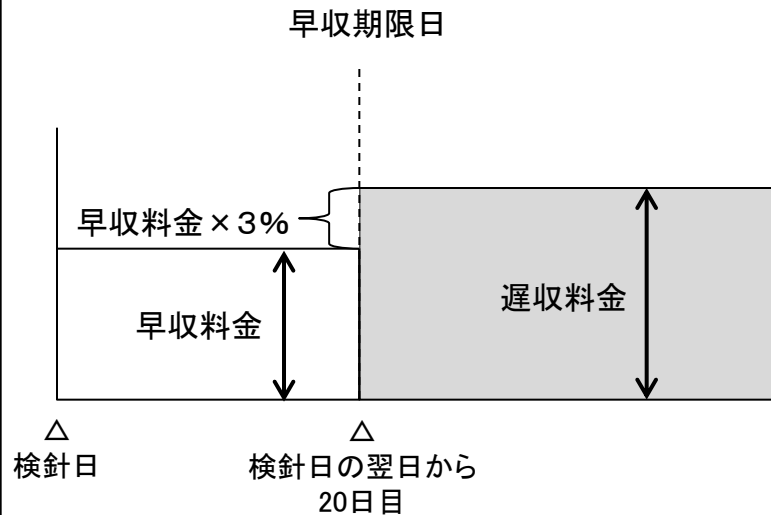 早収期限日
早収料金×3%
早収料金
遅収料金
△
検針日
△
検針日の翌日から
20日目